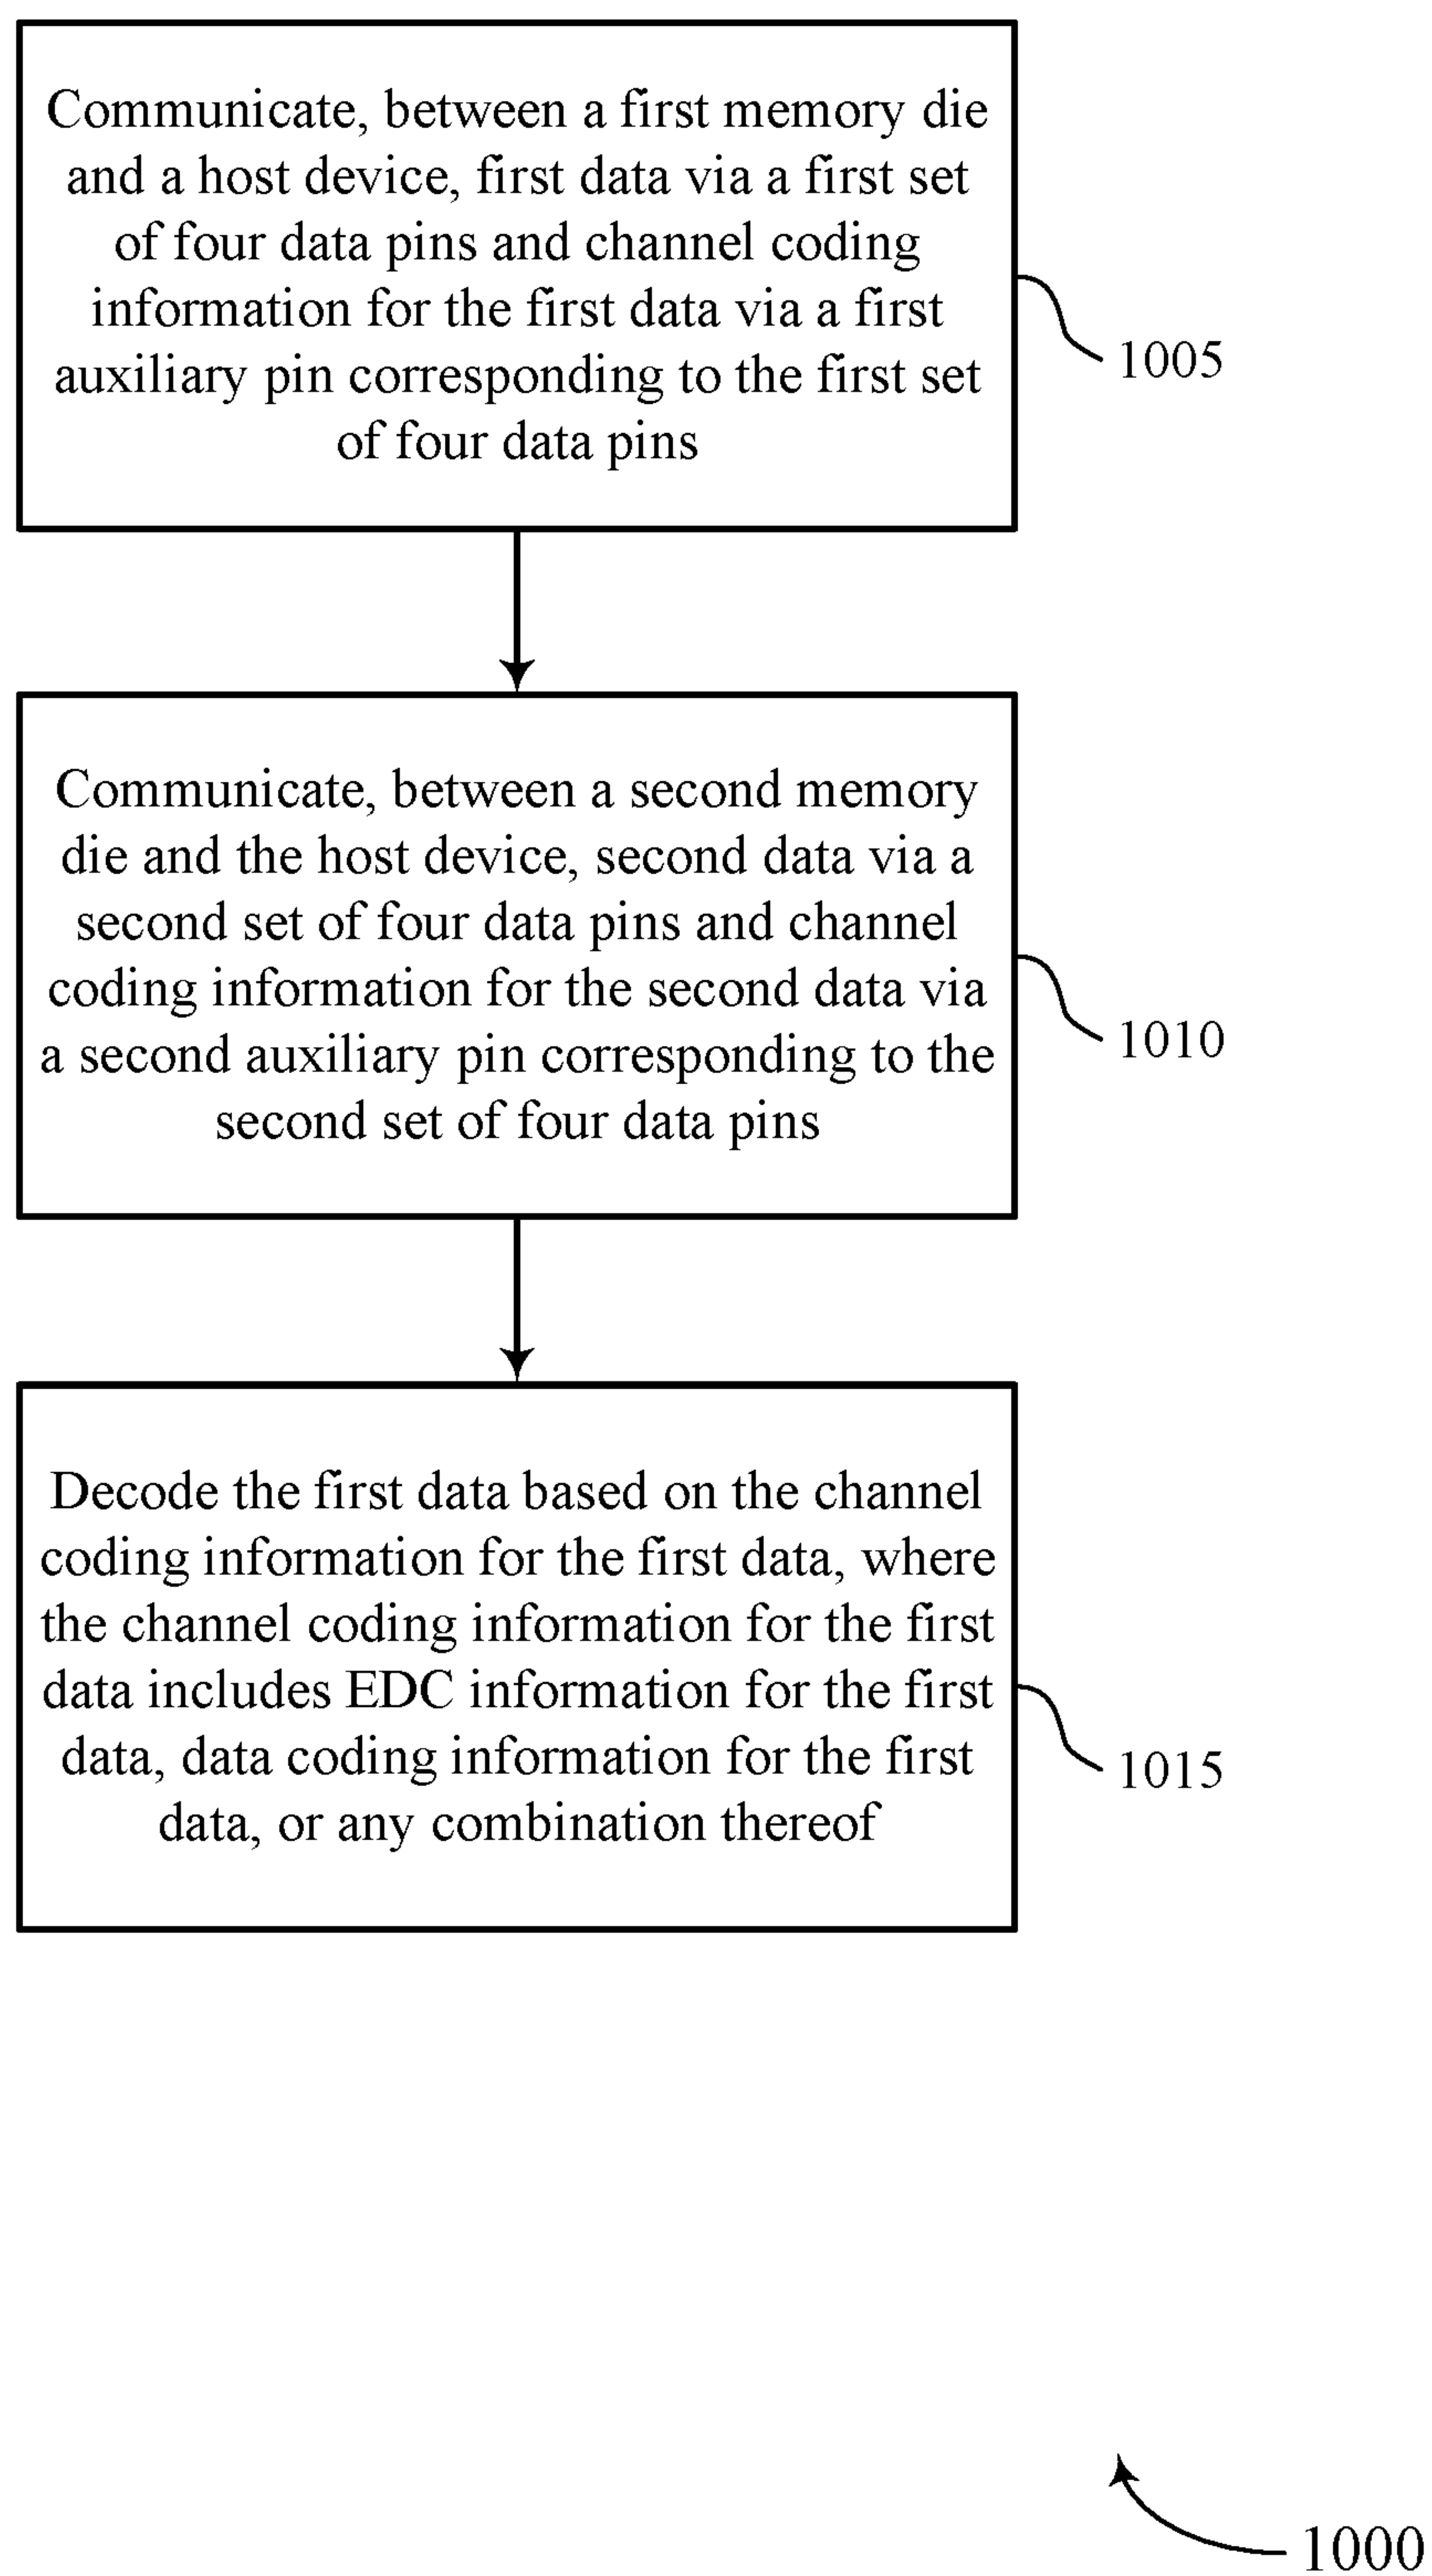 Communicate, between a first memory die
and a host device, first data via a first set
of four data pins and channel coding
information for the first data via a first
auxiliary pin corresponding to the first set
of four data pins
1005
Communicate, between a second memory
die and the host device, second data via a
second set of four data pins and channel
coding information for the second data via
a second auxiliary pin corresponding to the
second set of four data pins
1010
Decode the first data based on the channel
coding information for the first data, where
the channel coding information for the first
data includes EDC information for the first
data, data coding information for the first
data, or any combination thereof
1015
1000